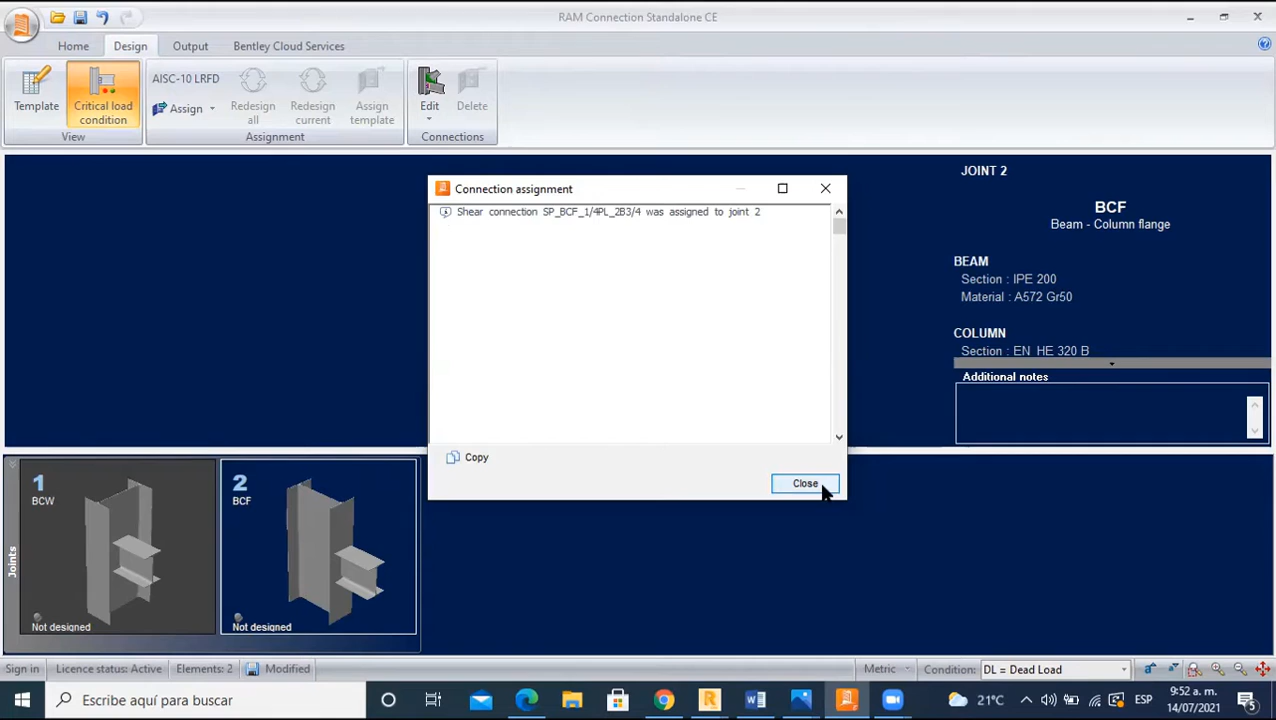 RAM Connection Standalone CE
Home Design Output Bentley Cloud Services
Template
Critical load
condition
View
AISC-10 LRFD
Assign
Redesign
all
Redesign
current
Assign
template
Assignment
Edit
Delete
Connections
Connection assignment
Shear connection SP_BCF_1/4PL_2B3/4 was assigned to joint 2
Copy
Close
JOINT 2
BCF
Beam - Column flange
BEAM
Section : IPE 200
Material : A572 Gr50
COLUMN
Section : EN HE 320 B
Additional notes
Joints
1
BCW
Not designed
2
BCF
Not designed
Sign in Licence status: Active Elements: 2 Modified Metric Condition: DL = Dead Load
Escribe aquí para buscar
21°C
ESP
9:52 a. m.
14/07/2021
5